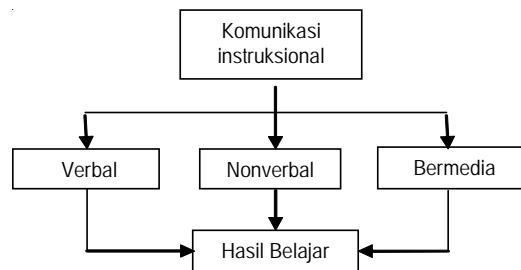 Komunikasi
instruksional
Verbal
Nonverbal
Bermedia
Hasil Belajar